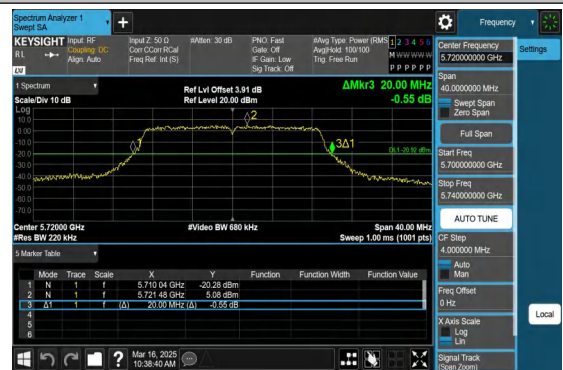 Spectrum Analyzer 1
Swept SA
+
Frequency
KEYSIGHT Input: RF Input Z: 50 Ω #Atten: 30 dB PNO: Fast #Avg Type: Power (RMS 1 2 3 4 5 6
RL Coupling: DC Corr CCorr RCal Gate: Off Avg|Hold: 100/100 M W W W W W
Align: Auto Freq Ref: Int (S) IF Gain: Low Trig: Free Run
Sig Track: Off P P P P P P
LXI
1 Spectrum
Scale/Div 10 dB
Ref Lvl Offset 3.91 dB
Ref Level 20.00 dBm
ΔMkr3 20.00 MHz
-0.55 dB
Log
10.0
0.00
-10.0
-20.0
-30.0
-40.0
-50.0
-60.0
-70.0
1
2
3Δ1
DL1 -20.92 dBm
Center 5.72000 GHz #Video BW 680 kHz Span 40.00 MHz
#Res BW 220 kHz Sweep 1.00 ms (1001 pts)
5 Marker Table
Mode Trace Scale X Y Function Function Width Function Value
1 N 1 f 5.710 04 GHz -20.28 dBm
2 N 1 f 5.721 48 GHz 5.08 dBm
3 Δ1 1 f (Δ) 20.00 MHz (Δ) -0.55 dB
4
5
6
Mar 16, 2025
10:38:40 AM
?
Center Frequency
5.720000000 GHz
Span
40.0000000 MHz
Swept Span
Zero Span
Full Span
Start Freq
5.700000000 GHz
Stop Freq
5.740000000 GHz
AUTO TUNE
CF Step
4.000000 MHz
Auto
Man
Freq Offset
0 Hz
X Axis Scale
Log
Lin
Signal Track
(Span Zoom)
Settings
Local